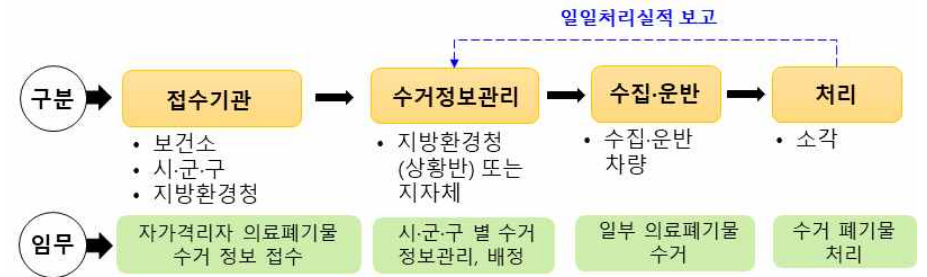 일일처리실적 보고
구분
접수기관
수거정보관리
수집·운반
처리
• 보건소
• 시·군·구
• 지방환경청
• 지방환경청
(상황반) 또는
지자체
• 수집·운반
차량
• 소각
임무
자가격리자 의료폐기물
수거 정보 접수
시·군·구 별 수거
정보관리, 배정
일부 의료폐기물
수거
수거 폐기물
처리